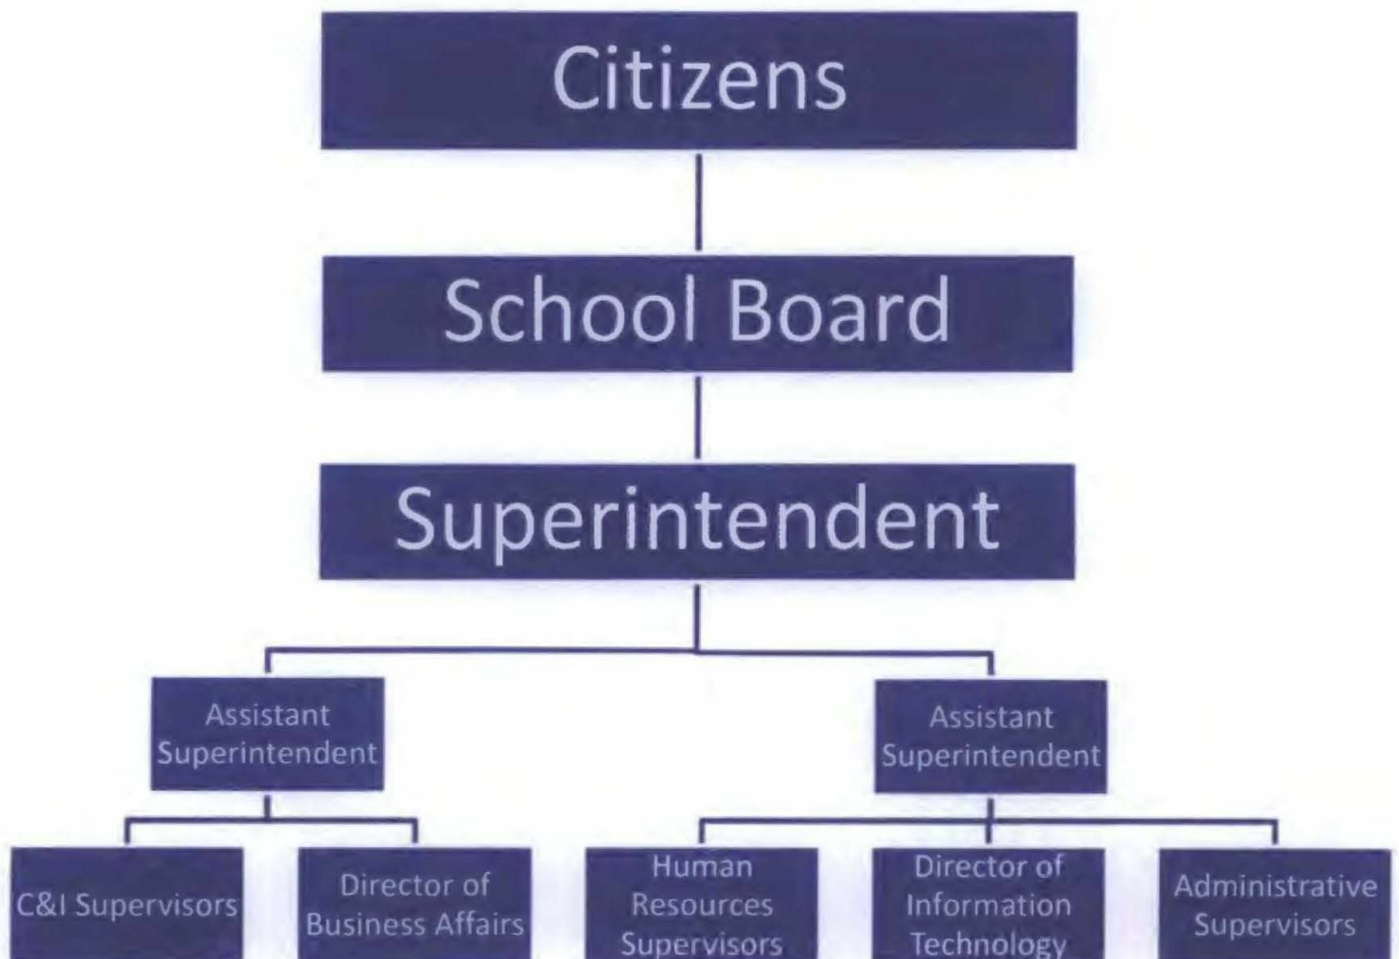 Citizens
School Board
Superintendent
Assistant
Superintendent
Assistant
Superintendent
C&I Supervisors
Director of
Business Affairs
Human
Resources
Supervisors
Director of
Information
Technology
Administrative
Supervisors